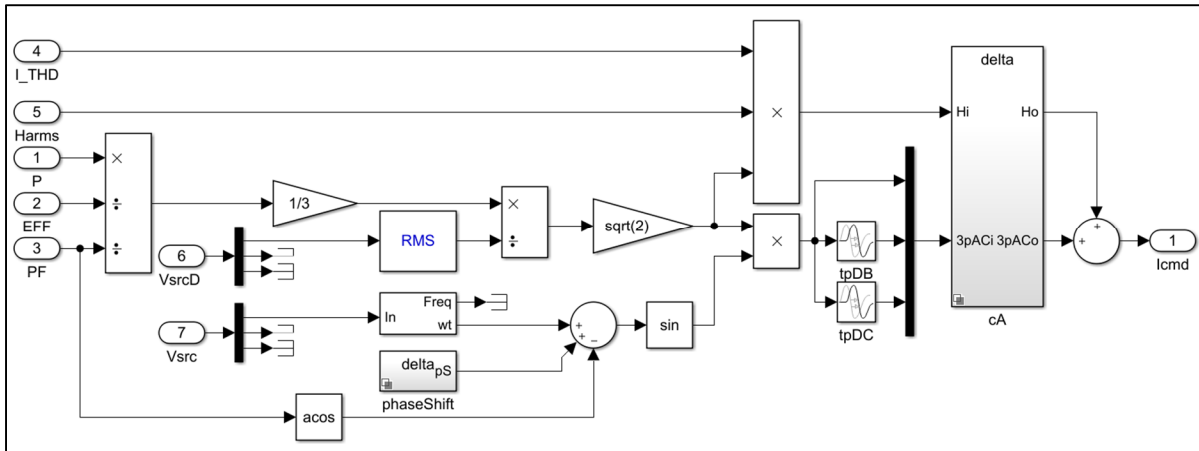 4
I_THD
5
Harms
1
P
2
EFF
3
PF
×
÷
÷
1/3
6
VsrcD
RMS
×
÷
sqrt(2)
×
×
7
Vsrc
In
Freq
wt
delta
pS
phaseShift
acos
+
+
−
sin
tpDB
tpDC
delta
Hi
Ho
3pACi
3pACo
cA
+
+
1
Icmd